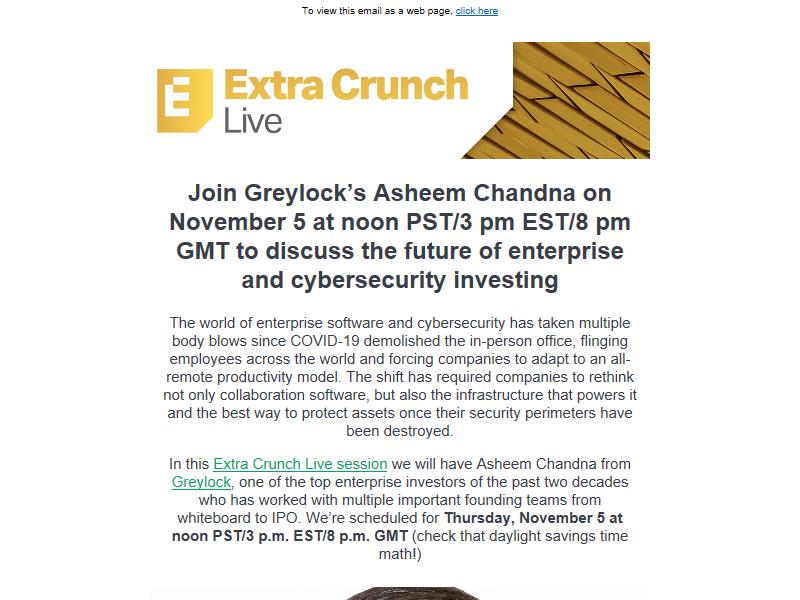 To view this email as a web page, click here
E Extra Crunch
Live
Join Greylock's Asheem Chandna on
November 5 at noon PST/3 pm EST/8 pm
GMT to discuss the future of enterprise
and cybersecurity investing
The world of enterprise software and cybersecurity has taken multiple
body blows since COVID-19 demolished the in-person office, flinging
employees across the world and forcing companies to adapt to an all-
remote productivity model. The shift has required companies to rethink
not only collaboration software, but also the infrastructure that powers it
and the best way to protect assets once their security perimeters have
been destroyed.
In this Extra Crunch Live session we will have Asheem Chandna from
Greylock, one of the top enterprise investors of the past two decades
who has worked with multiple important founding teams from
whiteboard to IPO. We're scheduled for Thursday, November 5 at
noon PST/3 p.m. EST/8 p.m. GMT (check that daylight savings time
math!)